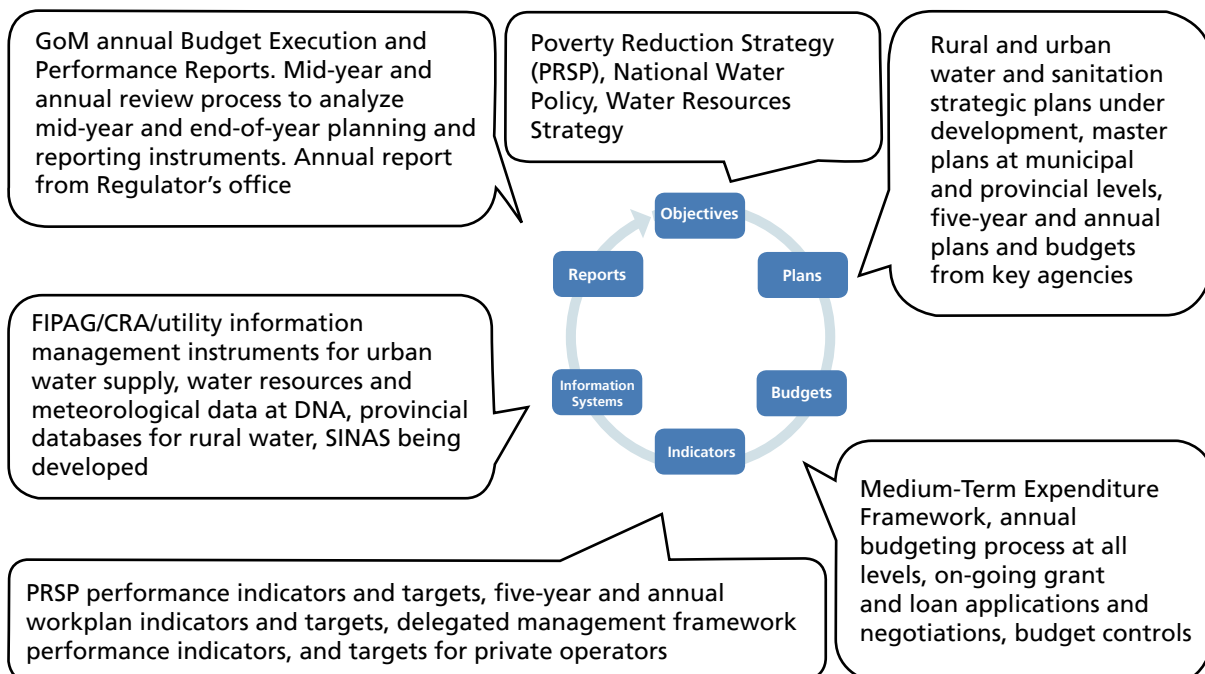 GoM annual Budget Execution and
Performance Reports. Mid-year and
annual review process to analyze
mid-year and end-of-year planning and
reporting instruments. Annual report
from Regulator's office
Poverty Reduction Strategy
(PRSP), National Water
Policy, Water Resources
Strategy
Rural and urban
water and sanitation
strategic plans under
development, master
plans at municipal
and provincial levels,
five-year and annual
plans and budgets
from key agencies
Objectives
Reports
Plans
Information
Systems
Budgets
Indicators
FIPAG/CRA/utility information
management instruments for urban
water supply, water resources and
meteorological data at DNA, provincial
databases for rural water, SINAS being
developed
Medium-Term Expenditure
Framework, annual
budgeting process at all
levels, on-going grant
and loan applications and
negotiations, budget controls
PRSP performance indicators and targets, five-year and annual
workplan indicators and targets, delegated management framework
performance indicators, and targets for private operators